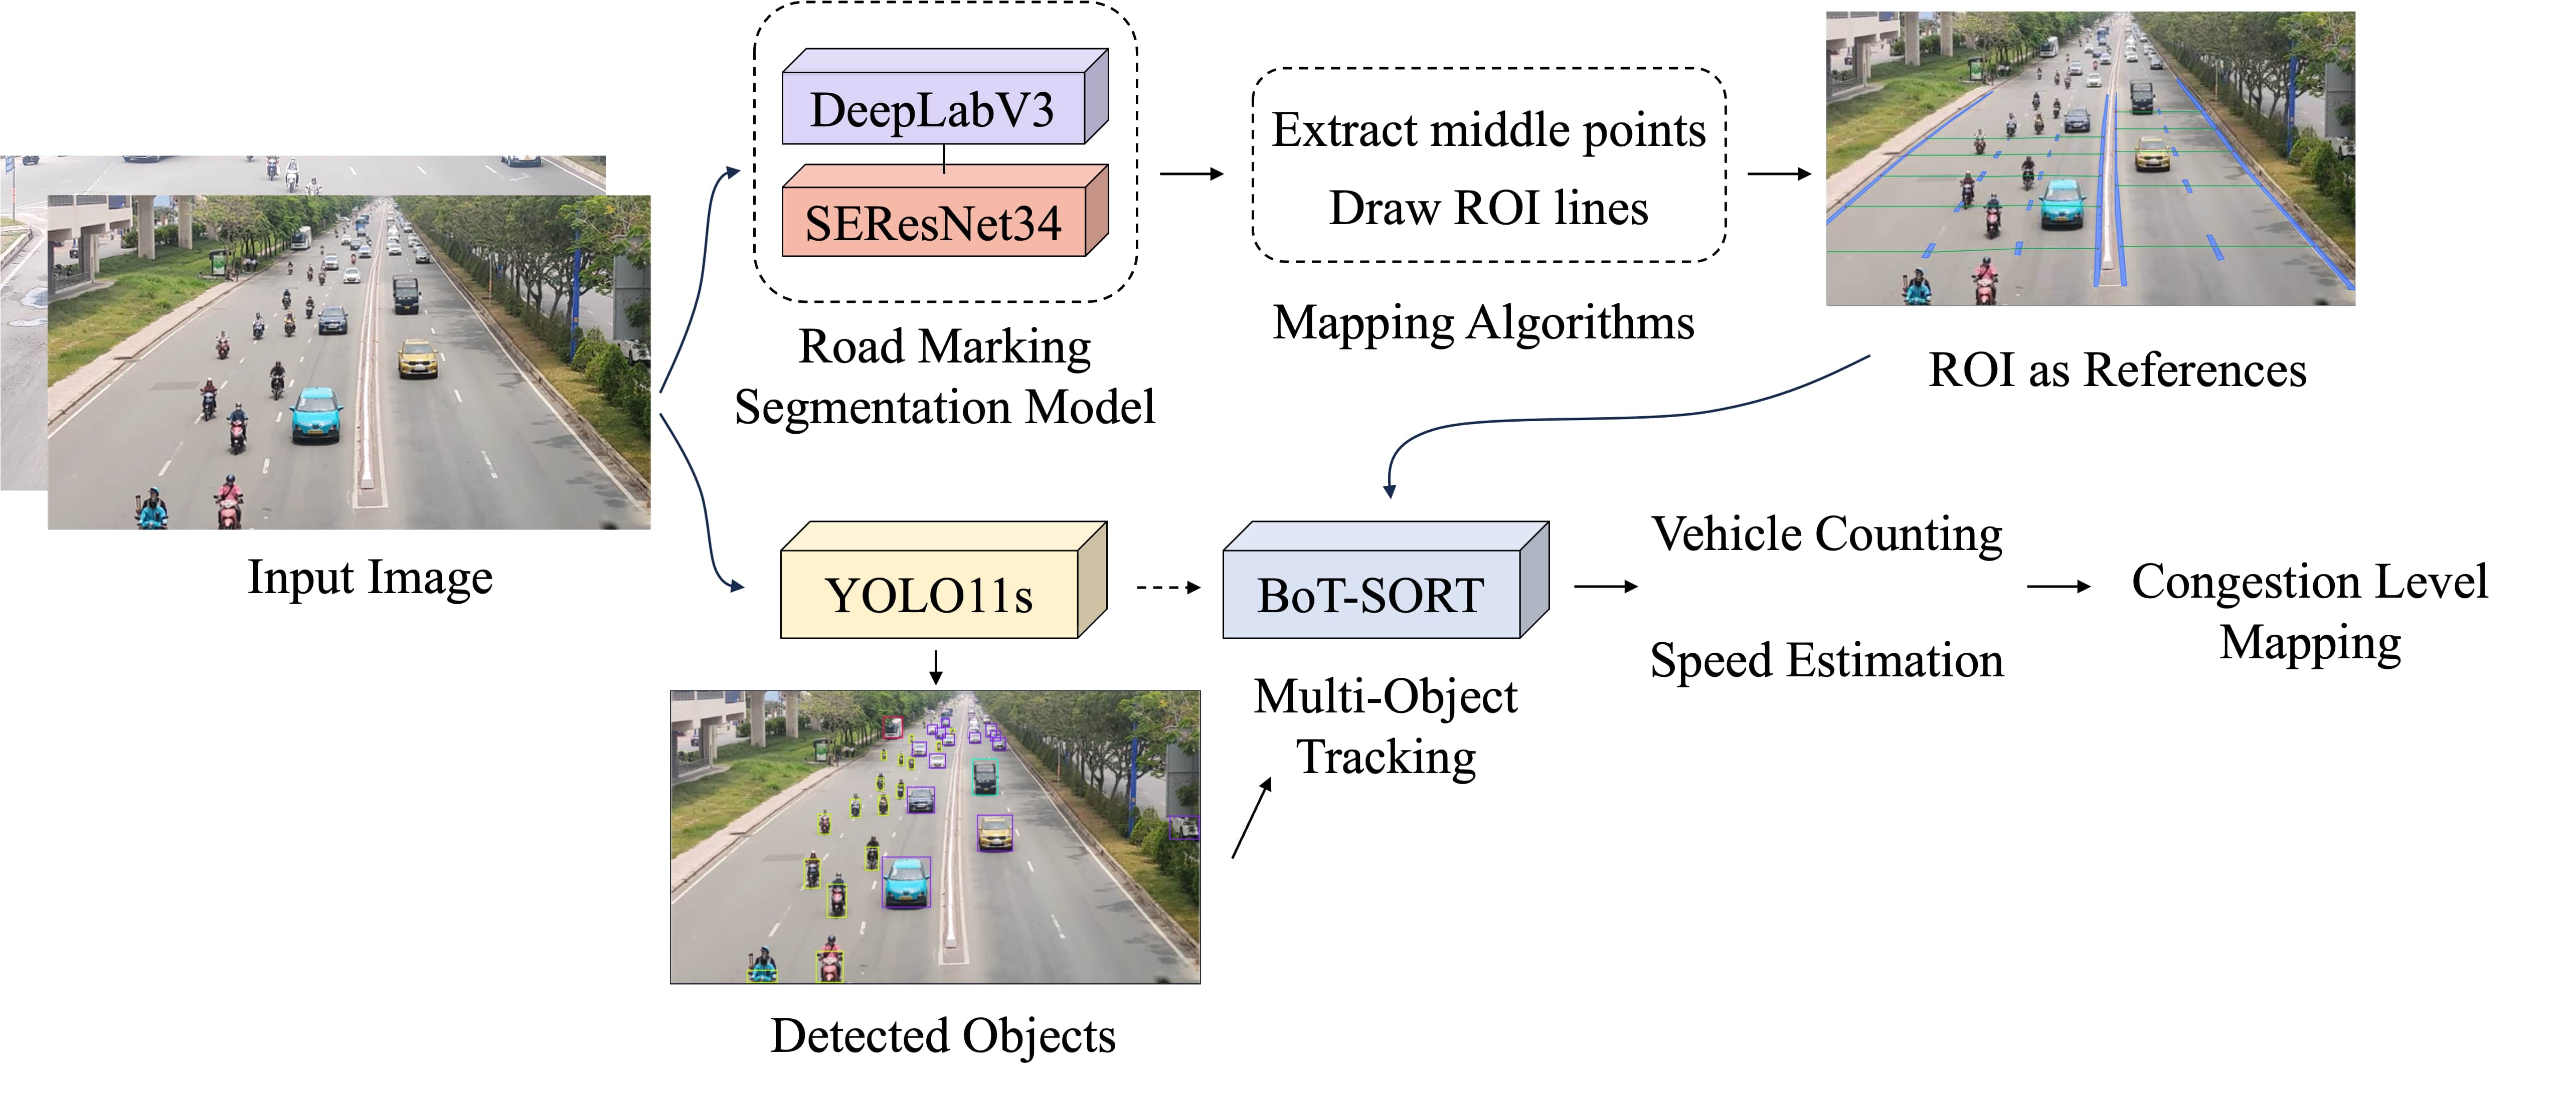 DeepLabV3
SEResNet34
Road Marking
Segmentation Model
Extract middle points
Draw ROI lines
Mapping Algorithms
ROI as References
Input Image
YOLO11s
BoT-SORT
Multi-Object
Tracking
Vehicle Counting
Speed Estimation
Congestion Level
Mapping
Detected Objects